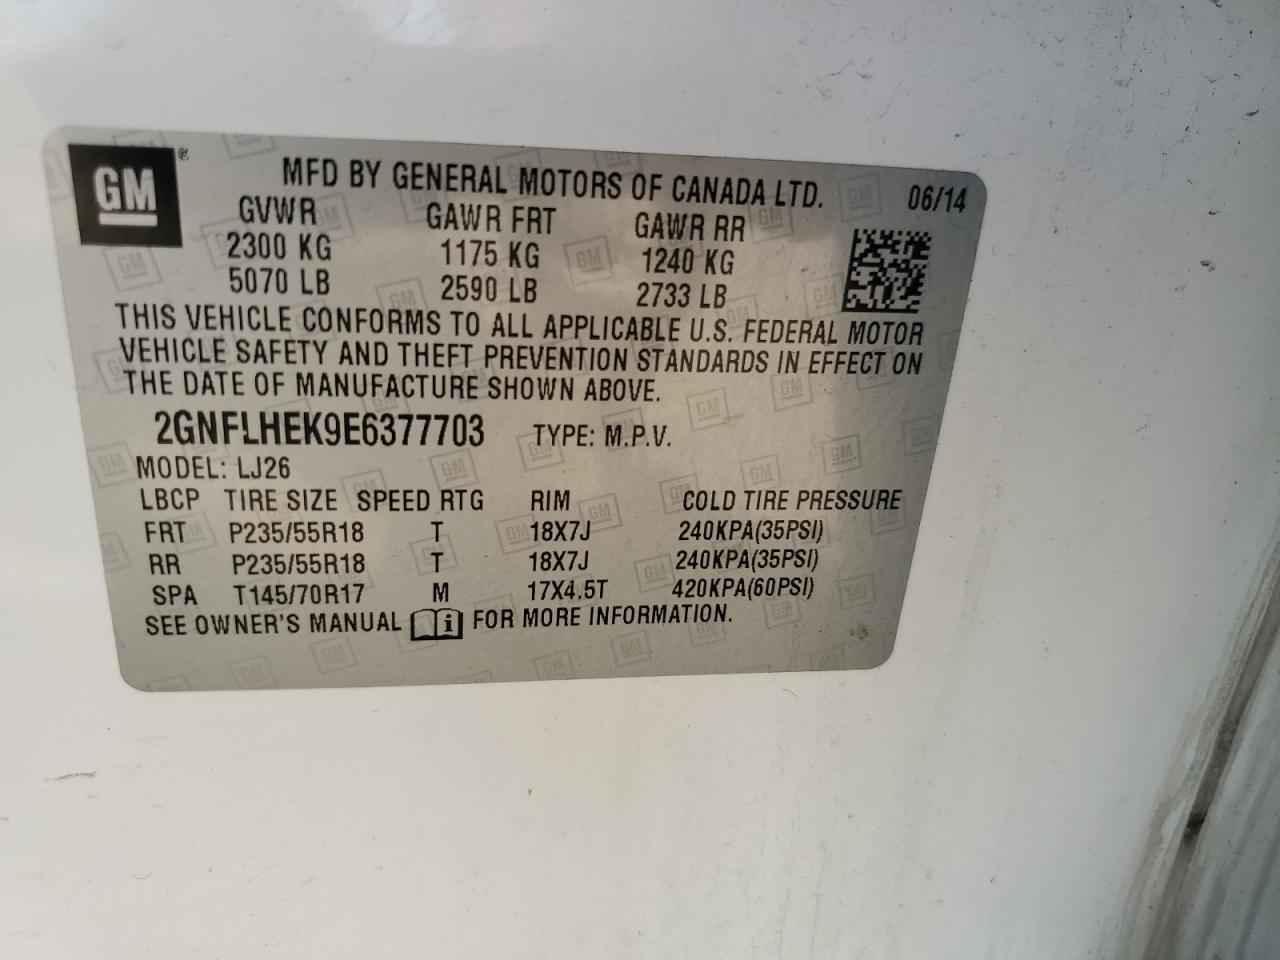 GM
MFD BY GENERAL MOTORS OF CANADA LTD. 06/14
GVWR GAWR FRT GAWR RR
2300 KG 1175 KG 1240 KG
5070 LB 2590 LB 2733 LB
THIS VEHICLE CONFORMS TO ALL APPLICABLE U.S. FEDERAL MOTOR
VEHICLE SAFETY AND THEFT PREVENTION STANDARDS IN EFFECT ON
THE DATE OF MANUFACTURE SHOWN ABOVE.
2GNFLHEK9E6377703 TYPE: M.P.V.
MODEL: LJ26
LBCP TIRE SIZE SPEED RTG RIM COLD TIRE PRESSURE
FRT P235/55R18 T 18X7J 240KPA(35PSI)
RR P235/55R18 T 18X7J 240KPA(35PSI)
SPA T145/70R17 M 17X4.5T 420KPA(60PSI)
SEE OWNER'S MANUAL FOR MORE INFORMATION.